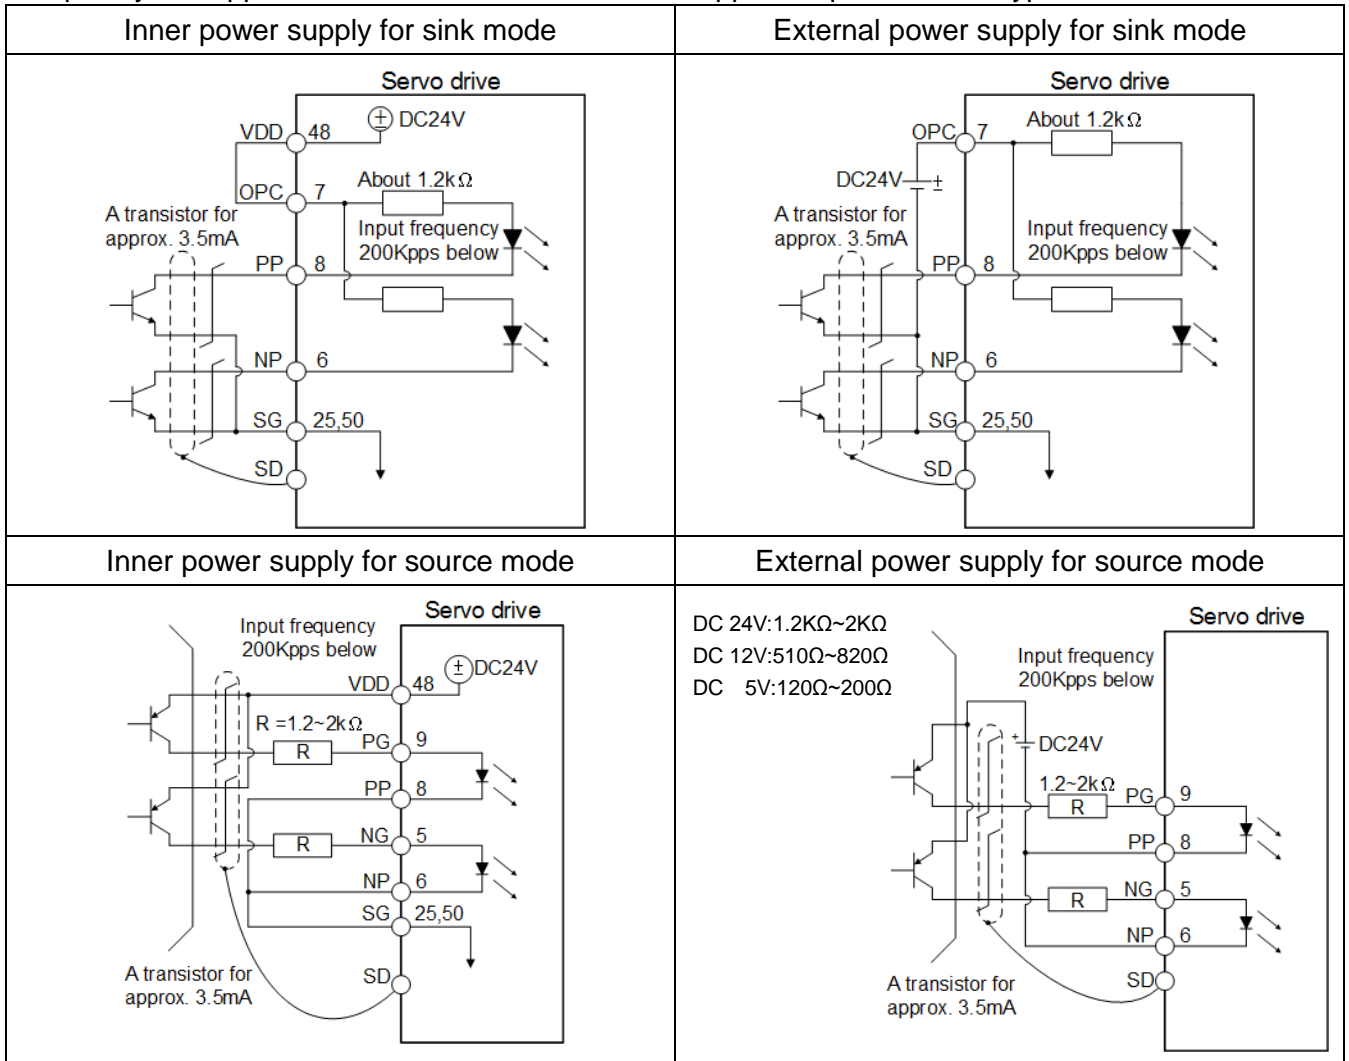 Inner power supply for sink mode
External power supply for sink mode
Servo drive
VDD
48
DC24V
OPC
7
About 1.2kΩ
A transistor for
approx. 3.5mA
Input frequency
200Kpps below
PP
8
NP
6
SG
25,50
SD
Servo drive
OPC
7
About 1.2kΩ
DC24V
A transistor for
approx. 3.5mA
Input frequency
200Kpps below
PP
8
NP
6
SG
25,50
SD
Inner power supply for source mode
External power supply for source mode
Servo drive
Input frequency
200Kpps below
DC24V
VDD
48
R =1.2~2kΩ
R
PG
9
PP
8
R
NG
5
NP
6
SG
25,50
A transistor for
approx. 3.5mA
SD
DC 24V:1.2KΩ~2KΩ
DC 12V:510Ω~820Ω
DC 5V:120Ω~200Ω
Servo drive
Input frequency
200Kpps below
DC24V
1.2~2kΩ
R
PG
9
PP
8
R
NG
5
NP
6
SD
A transistor for
approx. 3.5mA